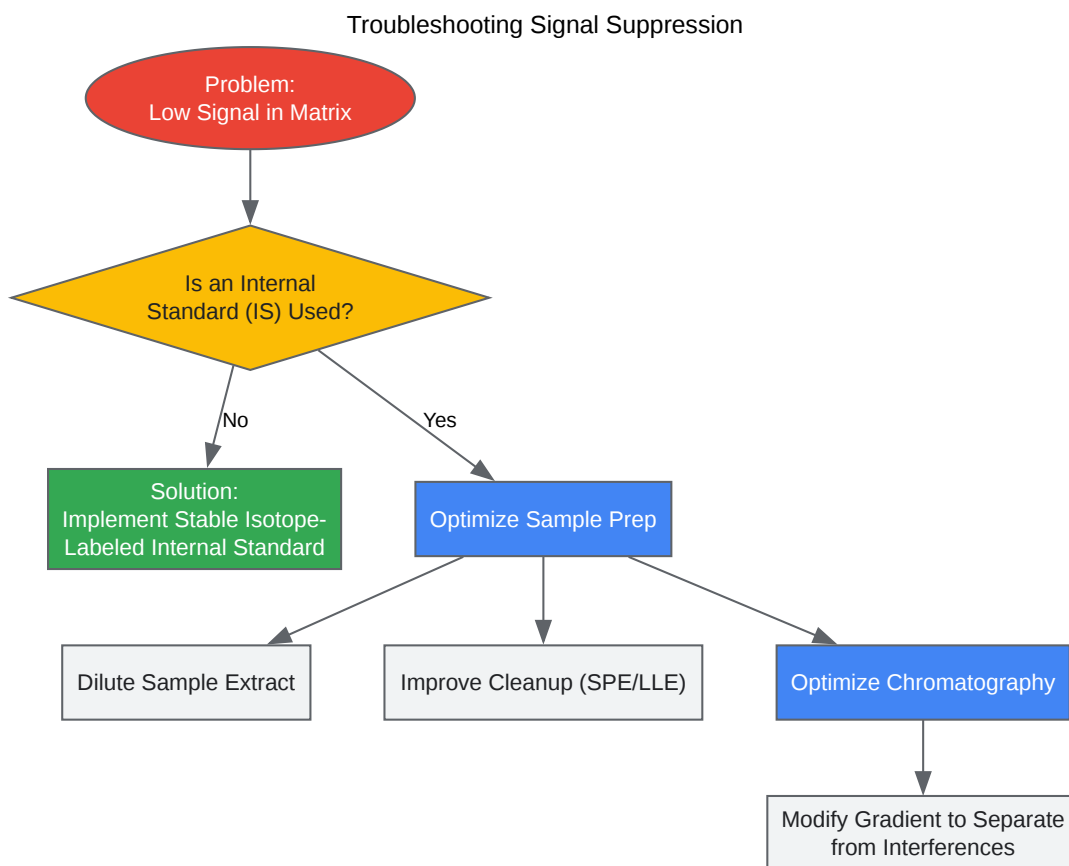 Troubleshooting Signal Suppression
Problem:
Low Signal in Matrix
Is an Internal
Standard (IS) Used?
No
Yes
Solution:
Implement Stable Isotope-
Labeled Internal Standard
Optimize Sample Prep
Dilute Sample Extract
Improve Cleanup (SPE/LLE)
Optimize Chromatography
Modify Gradient to Separate
from Interferences